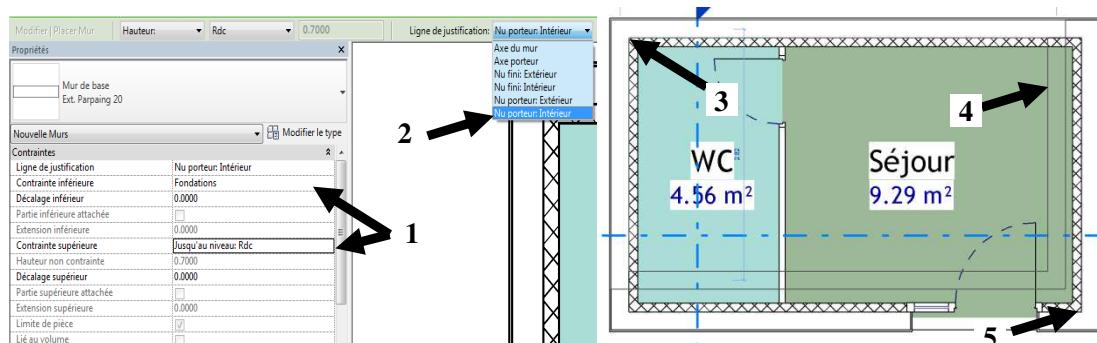 Modifier | Placer Mur Hauteur: Rdc 0.7000 Ligne de justification: Nu porteur: Intérieur
Axe du mur
Axe porteur
Nu fini: Extérieur
Nu fini: Intérieur
Nu porteur: Extérieur
Nu porteur: Intérieur
Propriétés
Mur de base
Ext. Parpaing 20
Nouvelle Murs Modifier le type
Contraintes
Ligne de justification Nu porteur: Intérieur
Contrainte inférieure Fondations
Décalage inférieur 0.0000
Partie inférieure attachée
Extension inférieure 0.0000
Contrainte supérieure Jusqu'au niveau: Rdc
Hauteur non contrainte 0.7000
Décalage supérieur 0.0000
Partie supérieure attachée
Extension supérieure 0.0000
Limite de pièce
Lié au volume
1
2
3
4
WC
4.56 m²
Séjour
9.29 m²
5